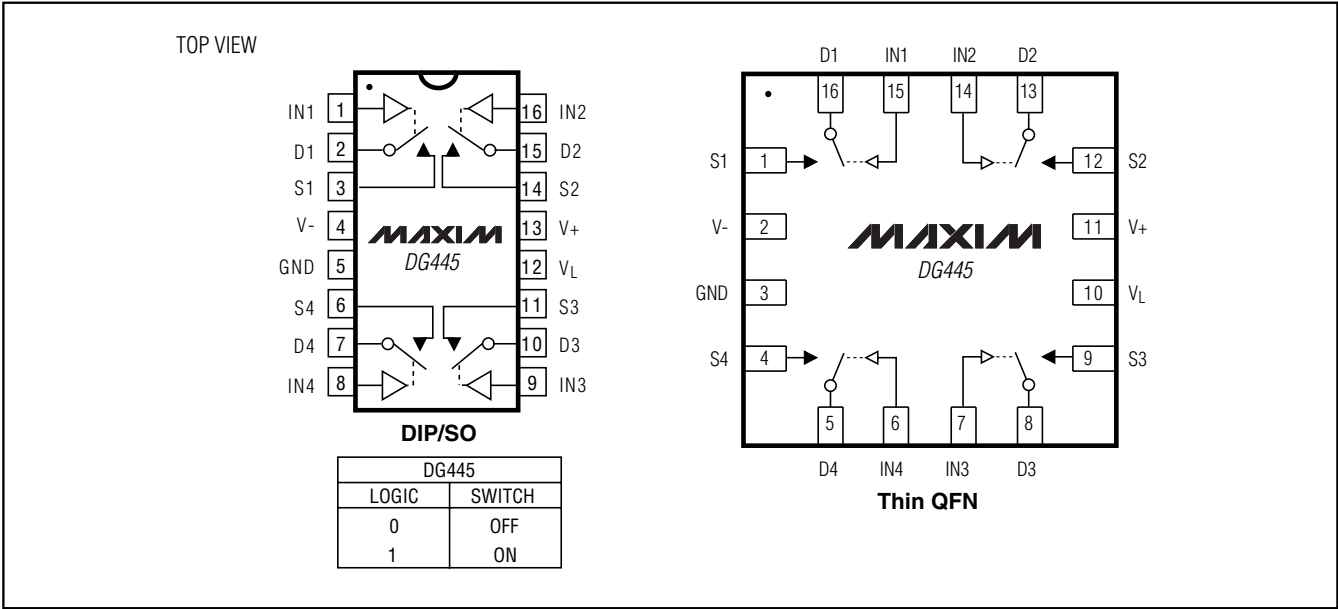 TOP VIEW
IN1 1 16 IN2
D1 2 15 D2
S1 3 14 S2
V- 4 13 V+
GND 5 12 VL
S4 6 11 S3
D4 7 10 D3
IN4 8 9 IN3
MAXIM
DG445
DIP/SO
DG445
LOGIC SWITCH
0 OFF
1 ON
D1 IN1 IN2 D2
16 15 14 13
S1 1 12 S2
V- 2 11 V+
GND 3 10 VL
S4 4 9 S3
MAXIM
DG445
5 6 7 8
D4 IN4 IN3 D3
Thin QFN